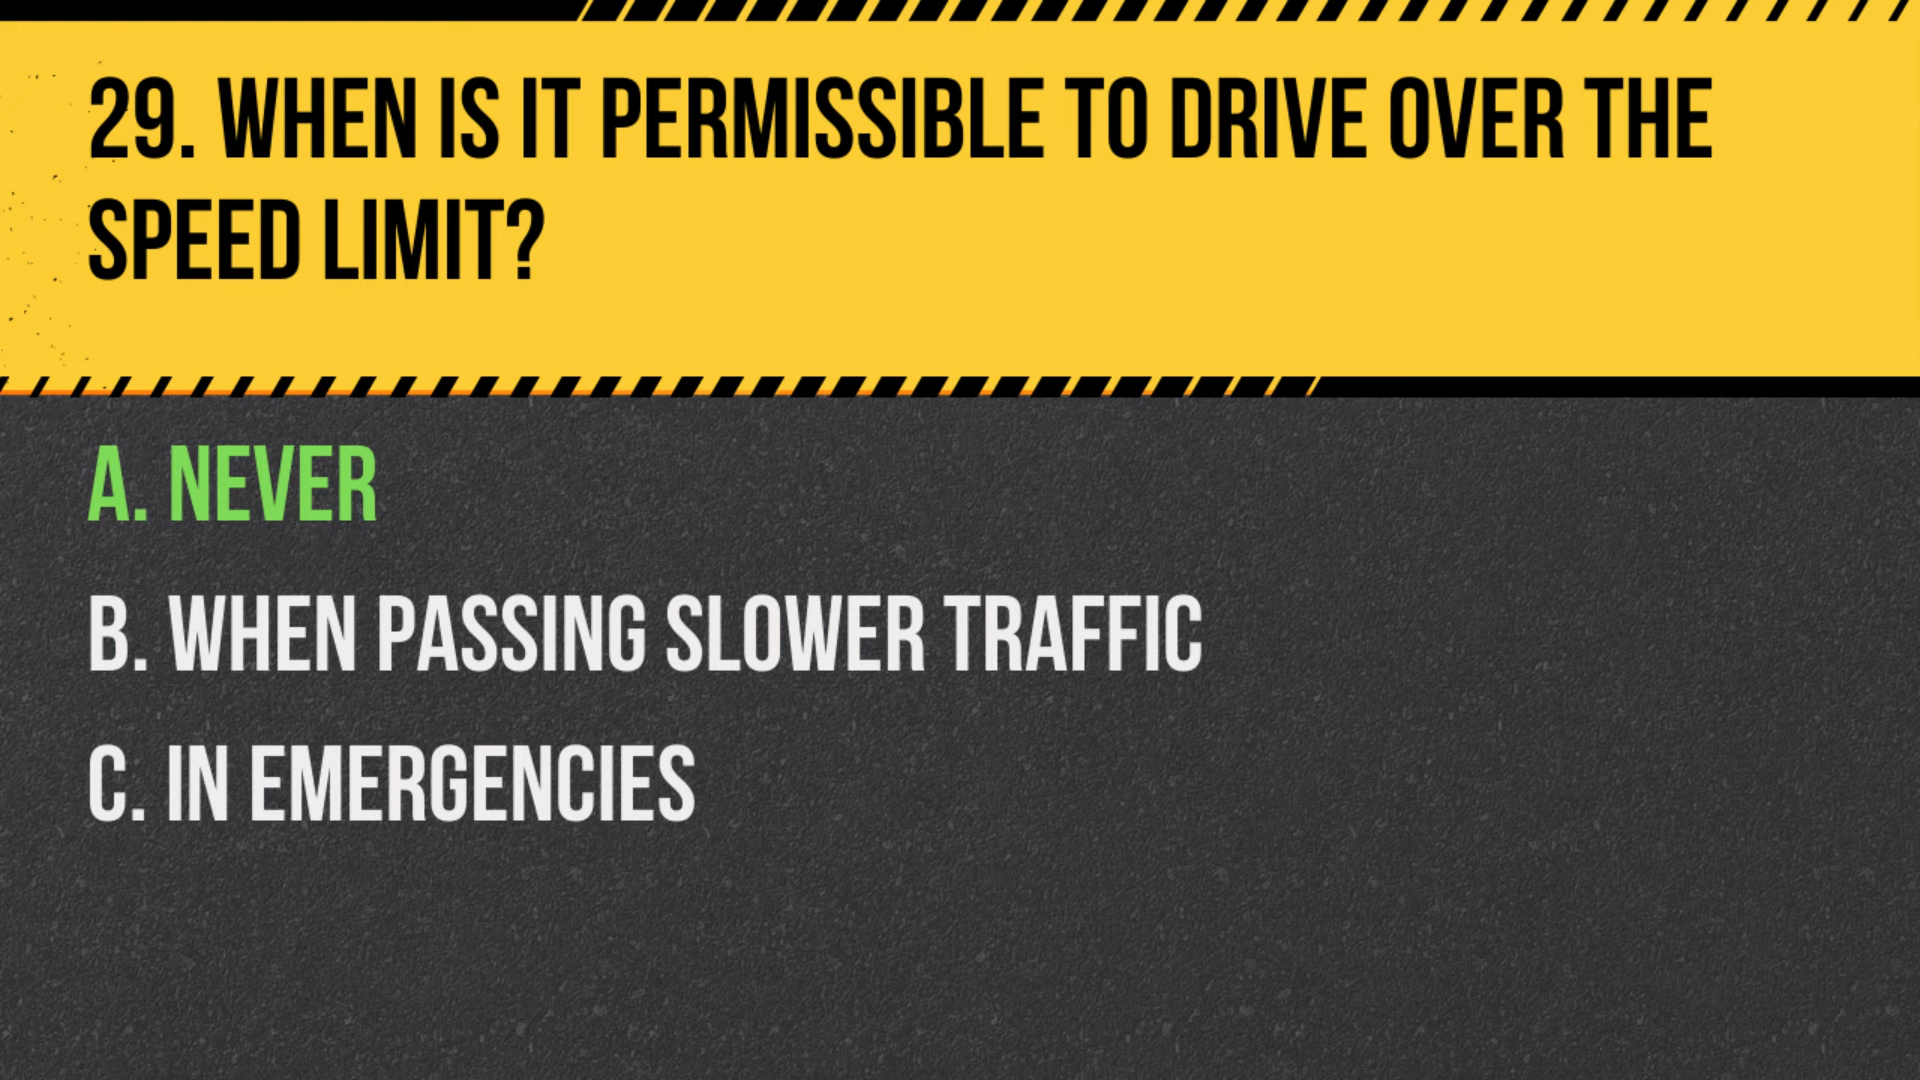 29. WHEN IS IT PERMISSIBLE TO DRIVE OVER THE
SPEED LIMIT?
A. NEVER
B. WHEN PASSING SLOWER TRAFFIC
C. IN EMERGENCIES